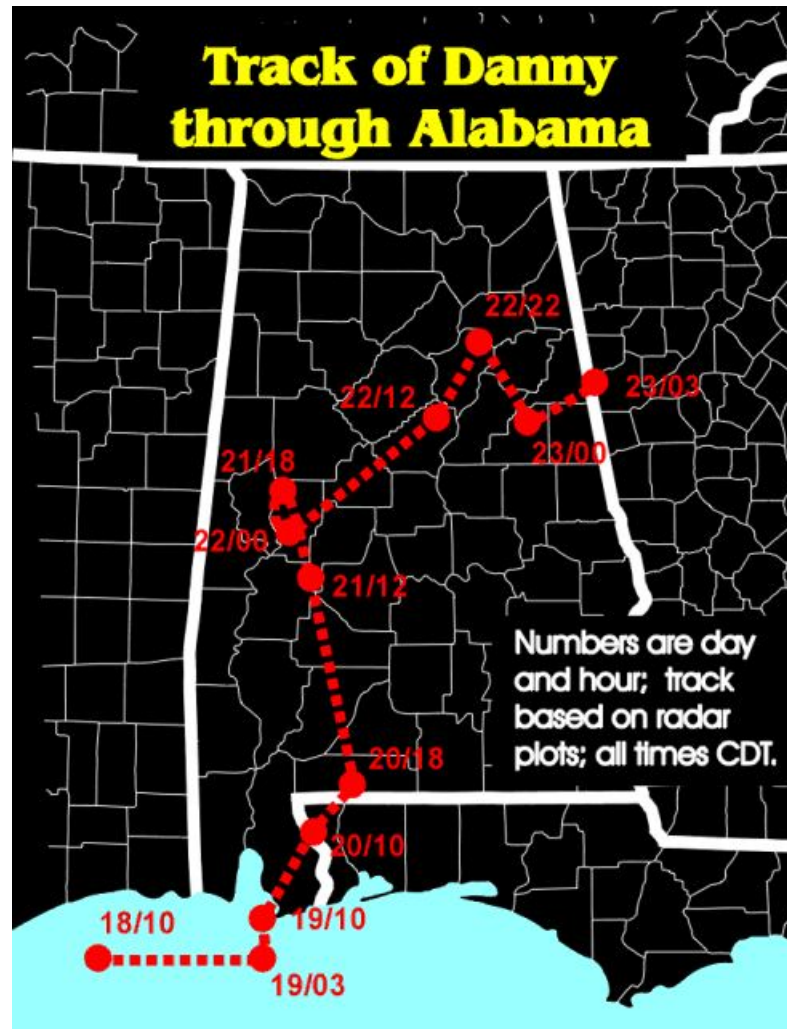 Track of Danny
through Alabama
22/22
22/12
23/03
23/00
21/18
22/00
21/12
Numbers are day
and hour; track
based on radar
plots; all times CDT.
20/18
20/10
18/10
19/10
19/03